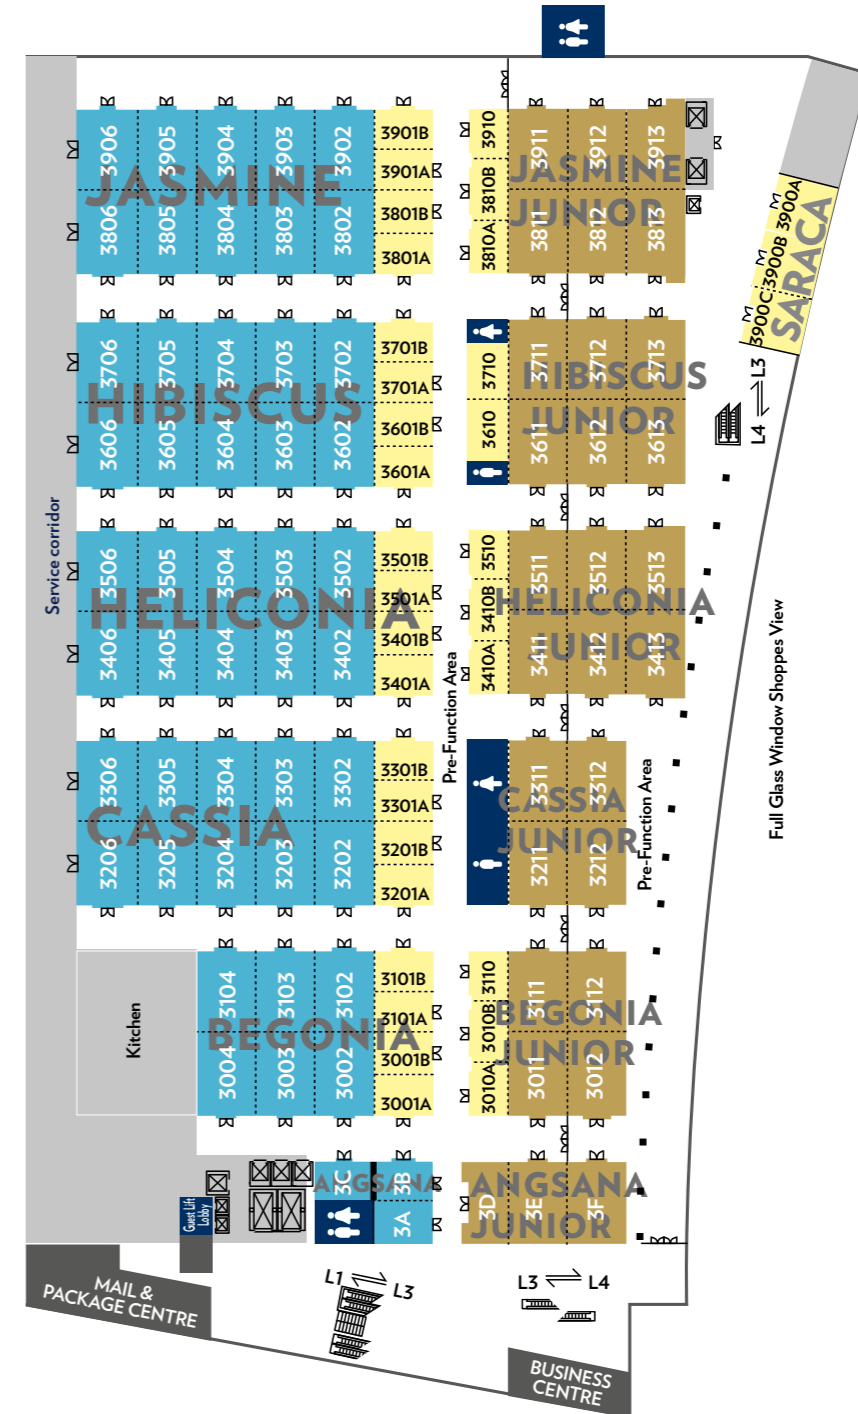 3906
3905
3904
3903
3902
3901B
3901A
JASMINE
3806
3805
3804
3803
3802
3801B
3801A
3910
3810B
3810A
3911
3912
3913
JASMINE
JUNIOR
3811
3812
3813
3900A
3900B
3900C
SARACA
3706
3705
3704
3703
3702
3701B
3701A
HIBISCUS
3606
3605
3604
3603
3602
3601B
3601A
3710
3610
3711
3712
3713
HIBISCUS
JUNIOR
3611
3612
3613
L4 L3
Service corridor
3506
3505
3504
3503
3502
3501B
3501A
HELICONIA
3406
3405
3404
3403
3402
3401B
3401A
3510
3410B
3410A
3511
3512
3513
HELICONIA
JUNIOR
3411
3412
3413
Full Glass Window Shoppes View
Pre-Function Area
3306
3305
3304
3303
3302
3301B
3301A
CASSIA
3206
3205
3204
3203
3202
3201B
3201A
3311
3312
CASSIA
JUNIOR
3211
3212
Pre-Function Area
Kitchen
3104
3103
3102
3101B
3101A
BEGONIA
3004
3003
3002
3001B
3001A
3110
3010B
3010A
3111
3112
BEGONIA
JUNIOR
3011
3012
3C
3B
ANGSANA
3A
3D
3E
3F
ANGSANA
JUNIOR
Guest Lift
Lobby
MAIL &
PACKAGE CENTRE
L1 L3
L3 L4
BUSINESS
CENTRE